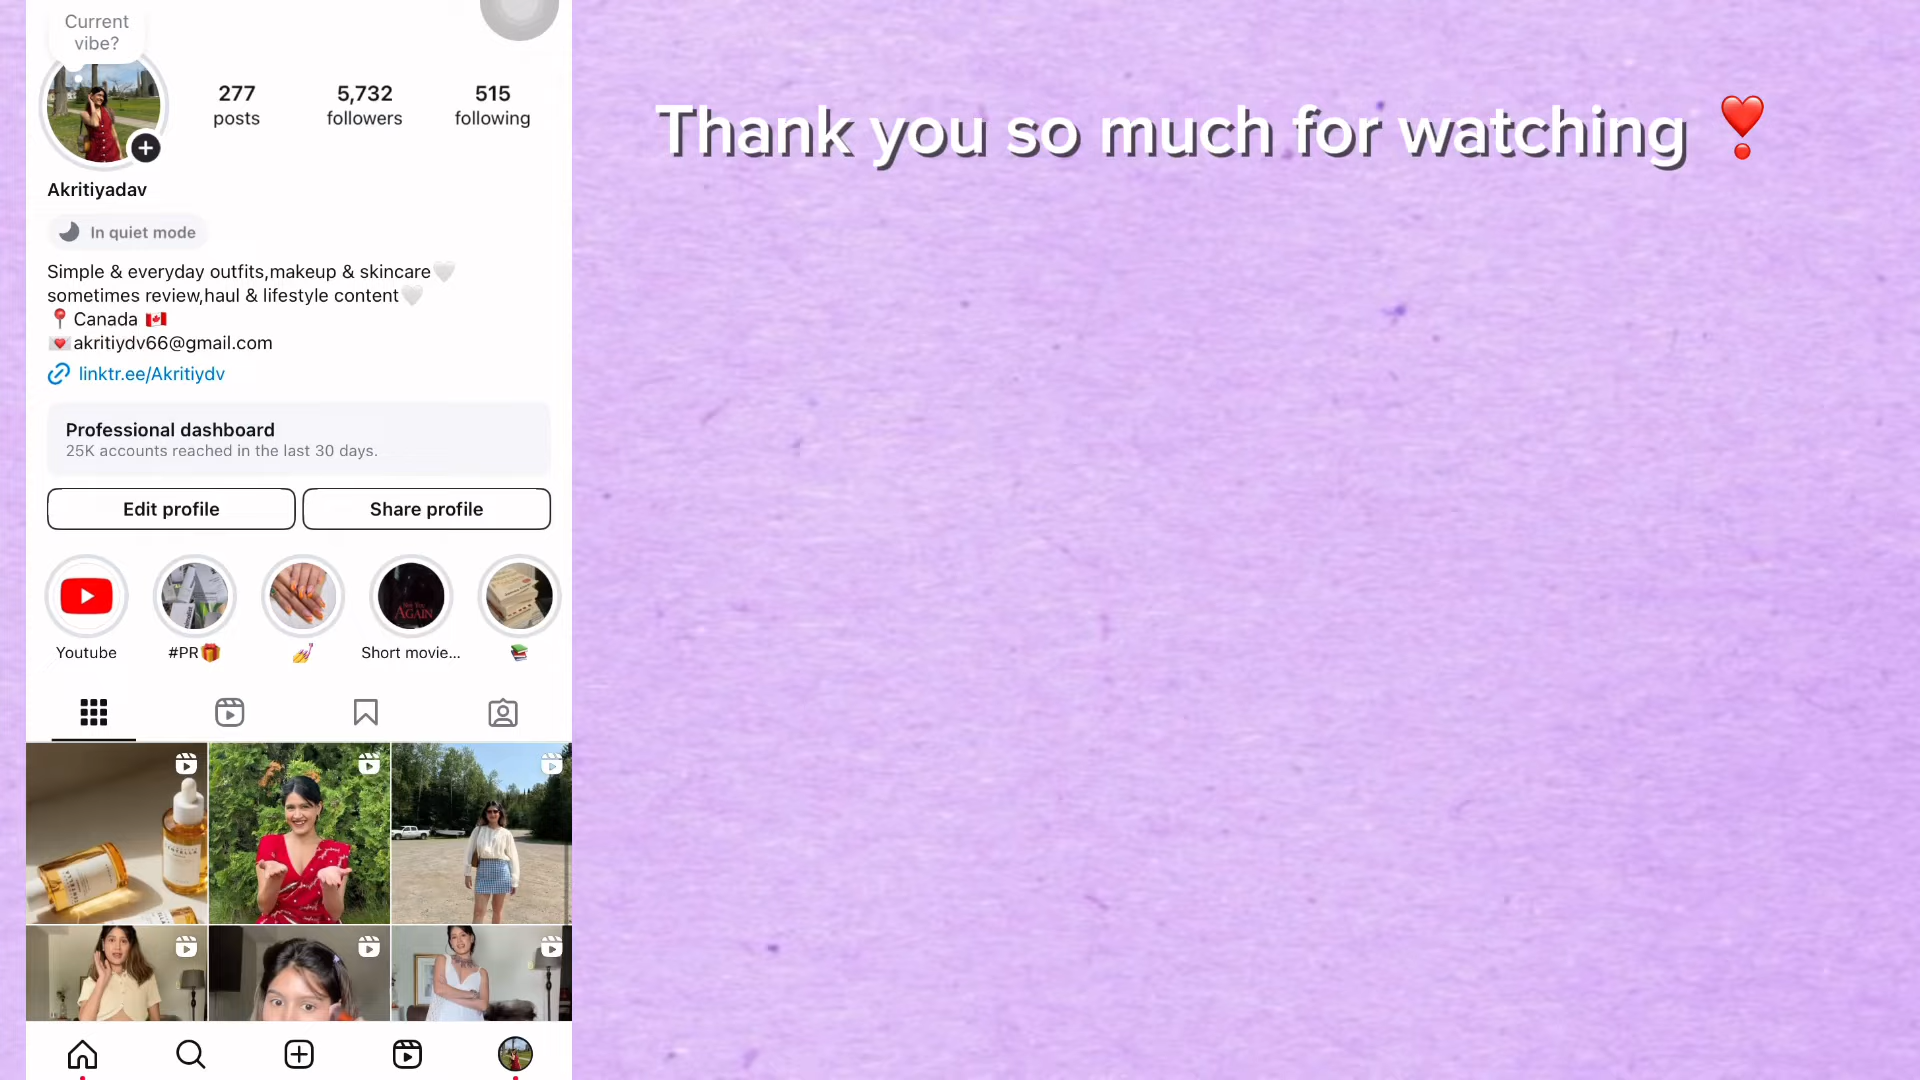 Current
vibe?
277
posts
5,732
followers
515
following
Akritiyadav
In quiet mode
Simple & everyday outfits,makeup & skincare🤍
sometimes review,haul & lifestyle content🤍
📍Canada 🇨🇦
💌akritiydv66@gmail.com
linktr.ee/Akritiydv
Professional dashboard
25K accounts reached in the last 30 days.
Edit profile
Share profile
AGAIN
Youtube
#PR🎁
💅
Short movie...
📚
Thank you so much for watching ❣️